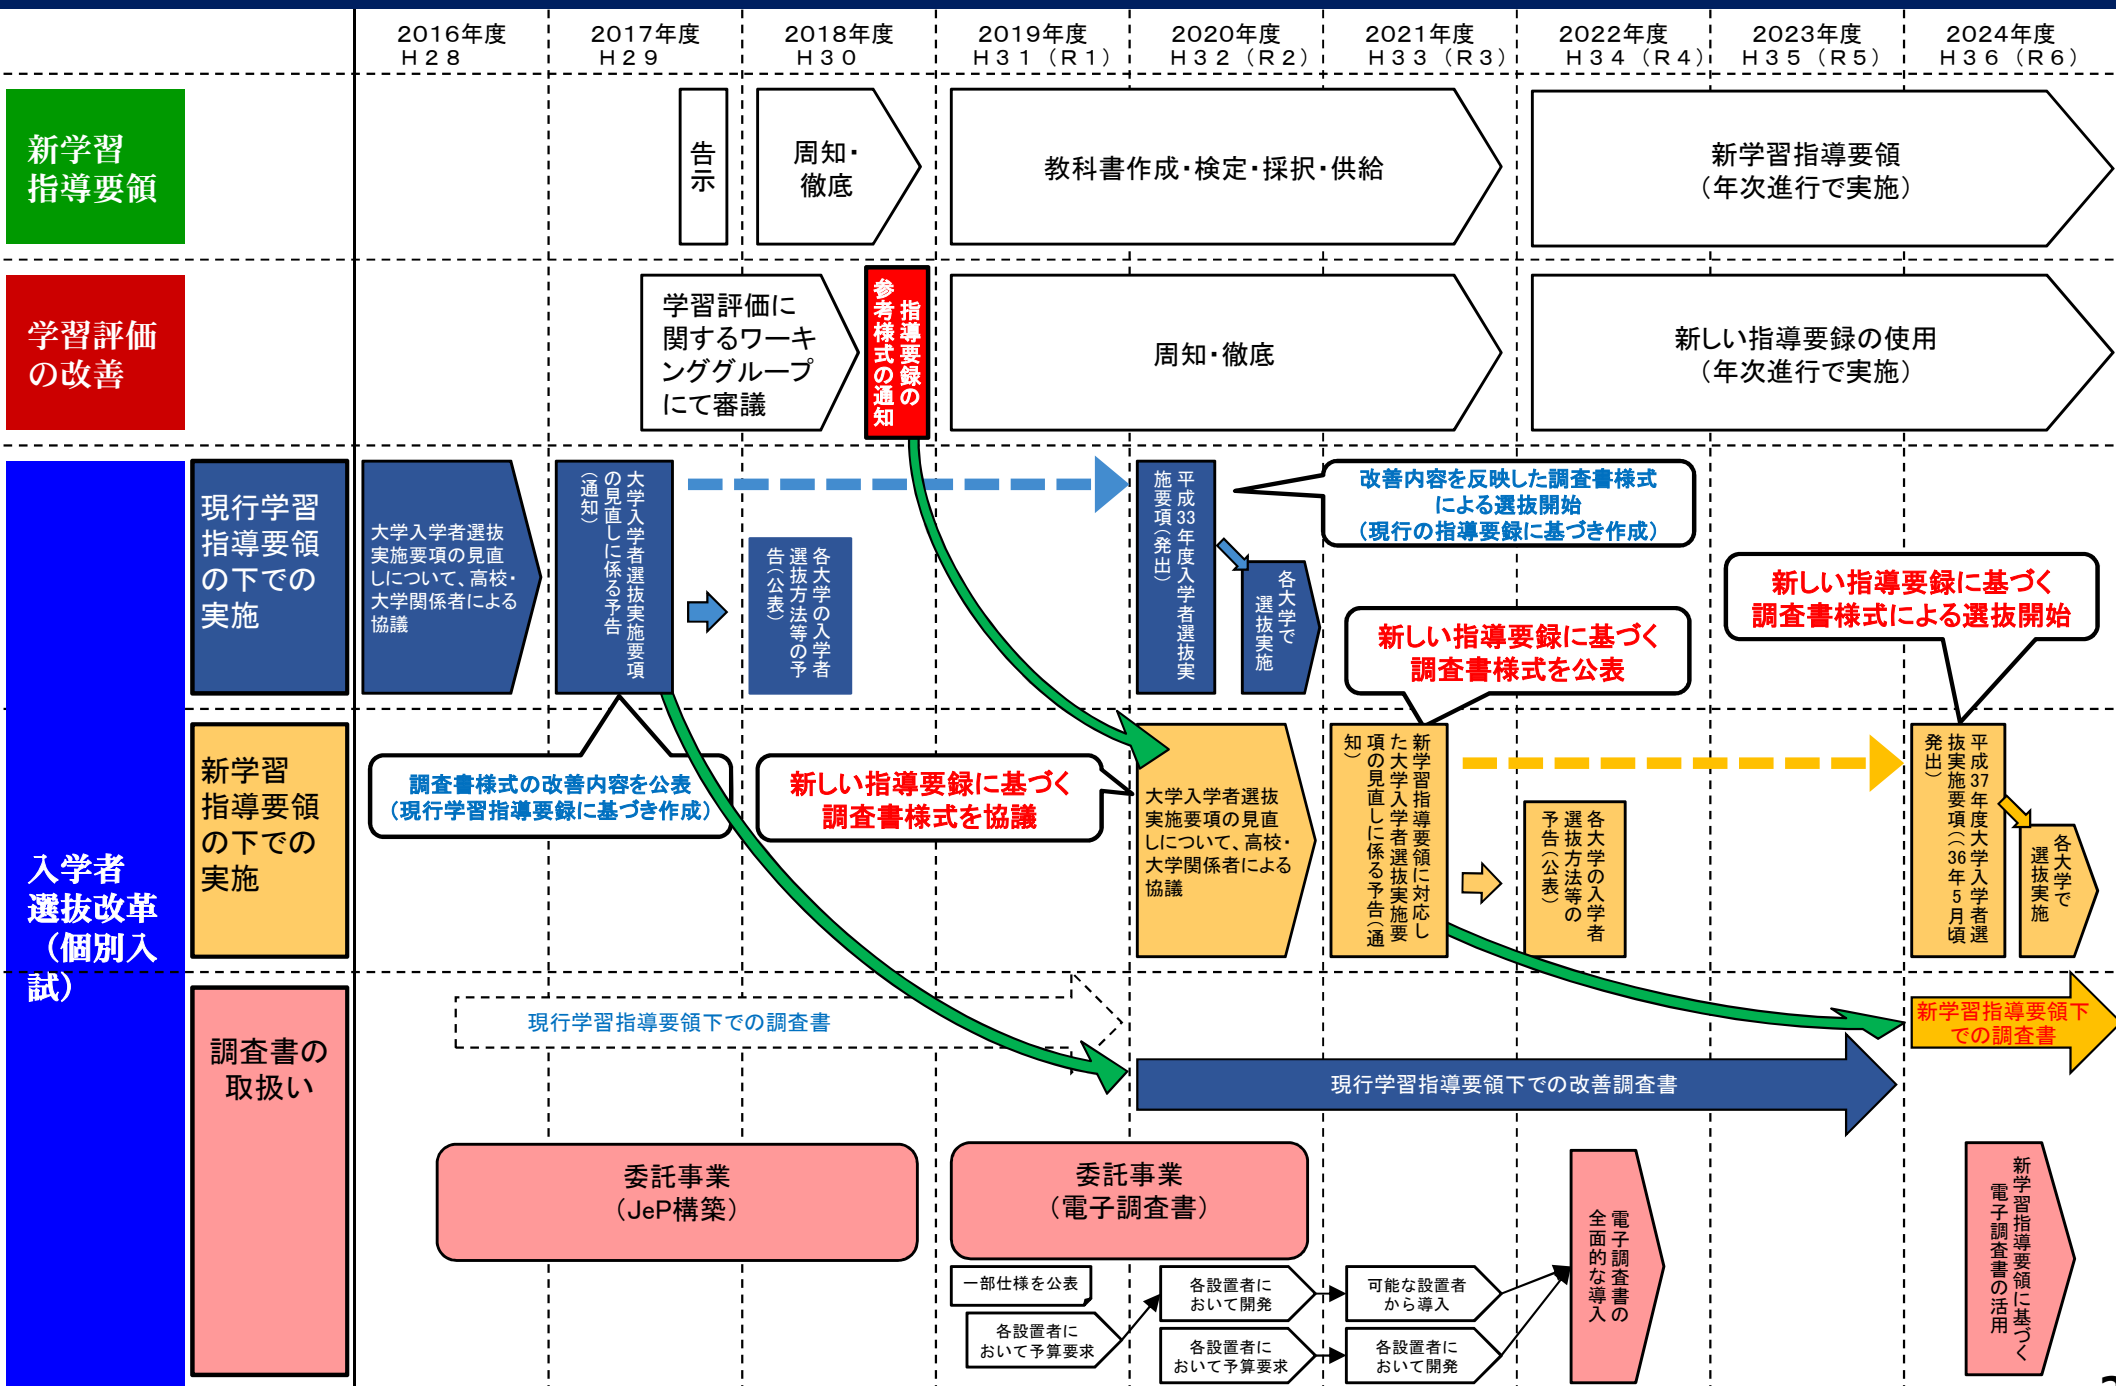 2016年度
H28
2017年度
H29
2018年度
H30
2019年度
H31（R1）
2020年度
H32（R2）
2021年度
H33（R3）
2022年度
H34（R4）
2023年度
H35（R5）
2024年度
H36（R6）
新学習
指導要領
告示
周知・
徹底
教科書作成・検定・採択・供給
新学習指導要領
（年次進行で実施）
学習評価
の改善
学習評価に
関するワーキ
ンググループ
にて審議
指導要録の
参考様式の通知
周知・徹底
新しい指導要録の使用
（年次進行で実施）
入学者
選抜改革
（個別入
試）
現行学習
指導要領
の下での
実施
大学入学者選抜
実施要項の見直
しについて、高校・
大学関係者による
協議
大学入学者選抜実施要項
の見直しに係る予告
（通知）
各大学の入学者
選抜方法等の予
告（公表）
平成33年度入学者選抜実
施要項（発出）
各大学で
選抜実施
改善内容を反映した調査書様式
による選抜開始
（現行の指導要録に基づき作成）
新しい指導要録に基づく
調査書様式を公表
新しい指導要録に基づく
調査書様式による選抜開始
新学習
指導要領
の下での
実施
調査書様式の改善内容を公表
（現行学習指導要録に基づき作成）
新しい指導要録に基づく
調査書様式を協議
大学入学者選抜
実施要項の見直
しについて、高校・
大学関係者による
協議
新学習指導要領に対応し
た大学入学者選抜実施要
項の見直しに係る予告（通
知）
各大学の入学者
選抜方法等の
予告（公表）
平成37年度大学入学者選
抜実施要項（36年5月頃
発出）
各大学で
選抜実施
調査書の
取扱い
現行学習指導要領下での調査書
現行学習指導要領下での改善調査書
新学習指導要領下
での調査書
委託事業
（JeP構築）
委託事業
（電子調査書）
一部仕様を公表
各設置者に
おいて予算要求
各設置者に
おいて開発
各設置者に
おいて予算要求
可能な設置者
から導入
各設置者に
おいて開発
電子調査書の
全面的な導入
新学習指導要領に基づく
電子調査書の活用